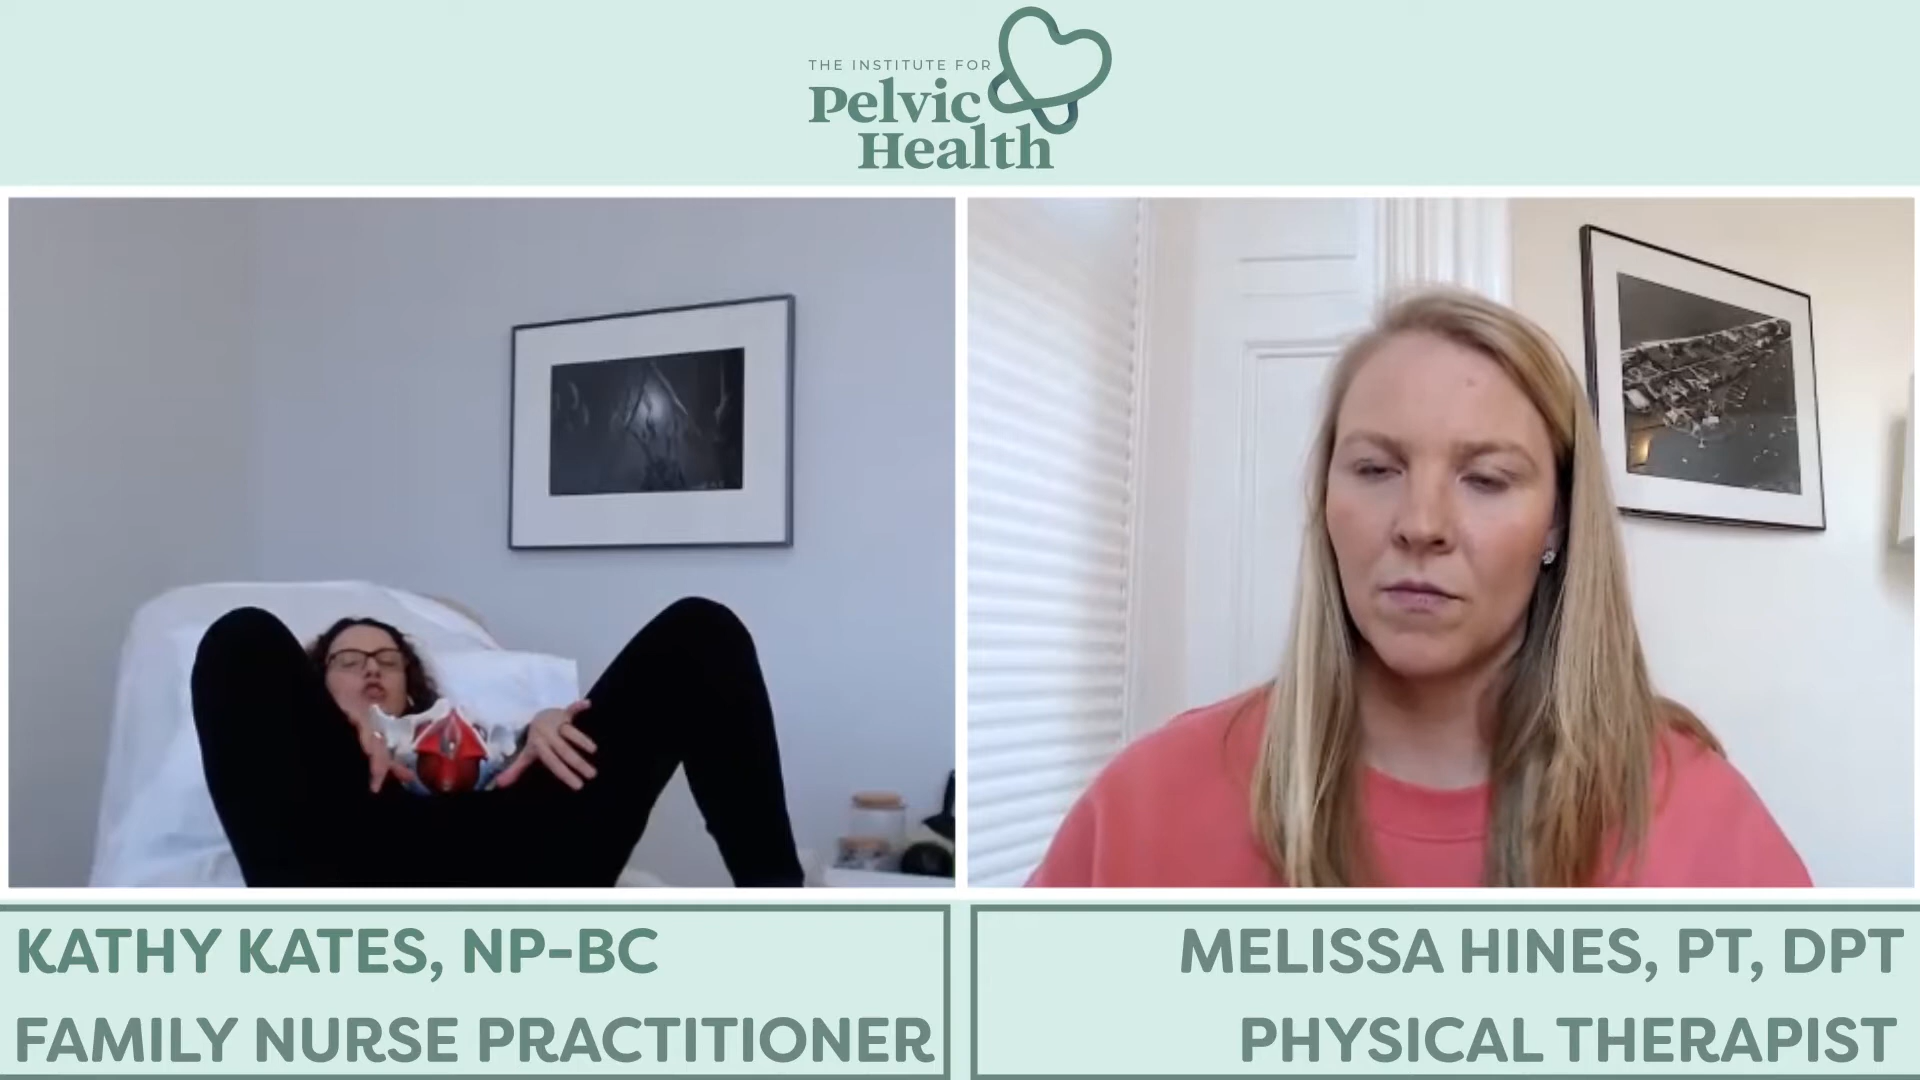 THE INSTITUTE FOR
Pelvic
Health
KATHY KATES, NP-BC
FAMILY NURSE PRACTITIONER
MELISSA HINES, PT, DPT
PHYSICAL THERAPIST